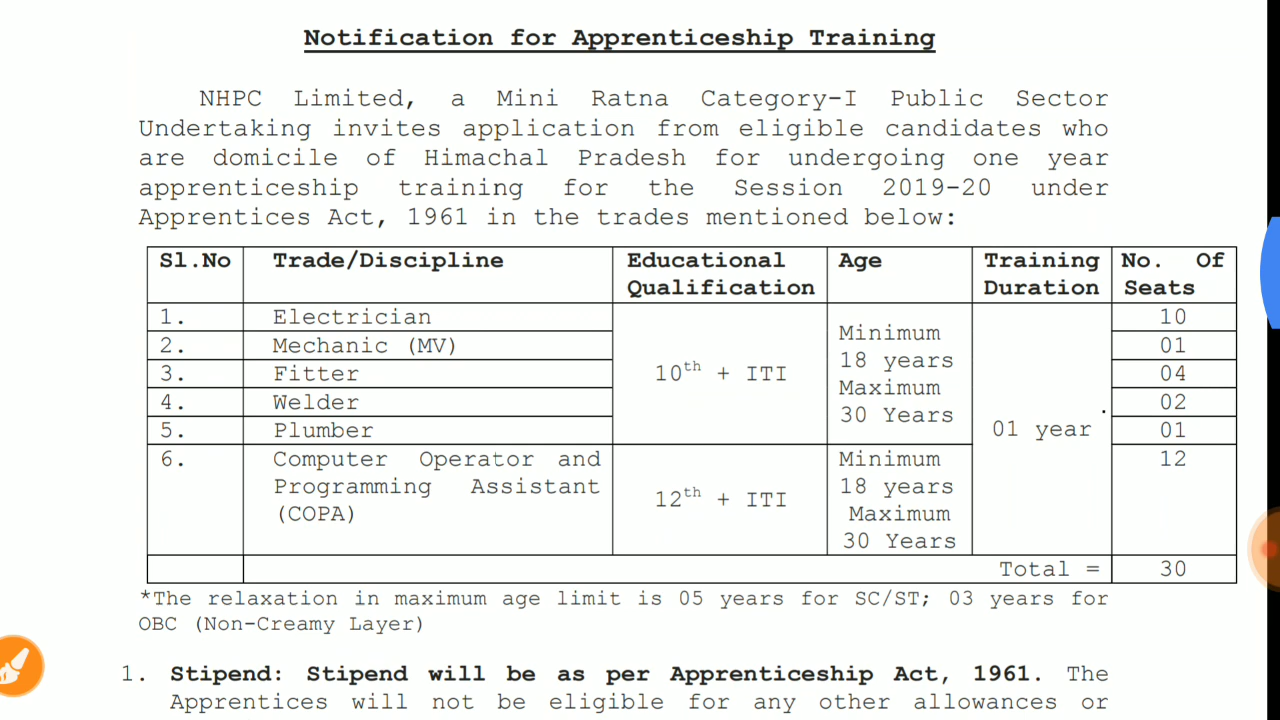 Notification for Apprenticeship Training
NHPC Limited, a Mini Ratna Category-I Public Sector
Undertaking invites application from eligible candidates who
are domicile of Himachal Pradesh for undergoing one year
apprenticeship training for the Session 2019-20 under
Apprentices Act, 1961 in the trades mentioned below:
Sl.No Trade/Discipline Educational Qualification Age Training Duration No. Of Seats
1. Electrician 10th + ITI Minimum 18 years Maximum 30 Years 01 year 10
2. Mechanic (MV) 01
3. Fitter 04
4. Welder 02
5. Plumber 01
6. Computer Operator and Programming Assistant (COPA) 12th + ITI Minimum 18 years Maximum 30 Years 12
Total = 30
*The relaxation in maximum age limit is 05 years for SC/ST; 03 years for
OBC (Non-Creamy Layer)
1. Stipend: Stipend will be as per Apprenticeship Act, 1961. The
Apprentices will not be eligible for any other allowances or